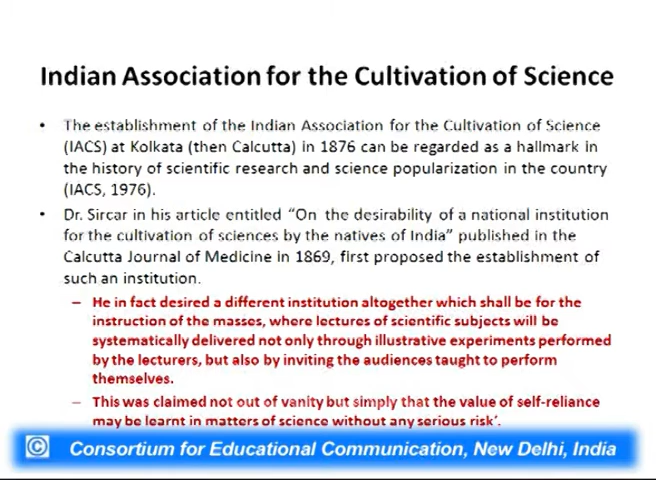 Indian Association for the Cultivation of Science
• The establishment of the Indian Association for the Cultivation of Science
(IACS) at Kolkata (then Calcutta) in 1876 can be regarded as a hallmark in
the history of scientific research and science popularization in the country
(IACS, 1976).
• Dr. Sircar in his article entitled “On the desirability of a national institution
for the cultivation of sciences by the natives of India” published in the
Calcutta Journal of Medicine in 1869, first proposed the establishment of
such an institution.
– He in fact desired a different institution altogether which shall be for the
instruction of the masses, where lectures of scientific subjects will be
systematically delivered not only through illustrative experiments performed
by the lecturers, but also by inviting the audiences taught to perform
themselves.
– This was claimed not out of vanity but simply that the value of self-reliance
may be learnt in matters of science without any serious risk’.
© Consortium for Educational Communication, New Delhi, India